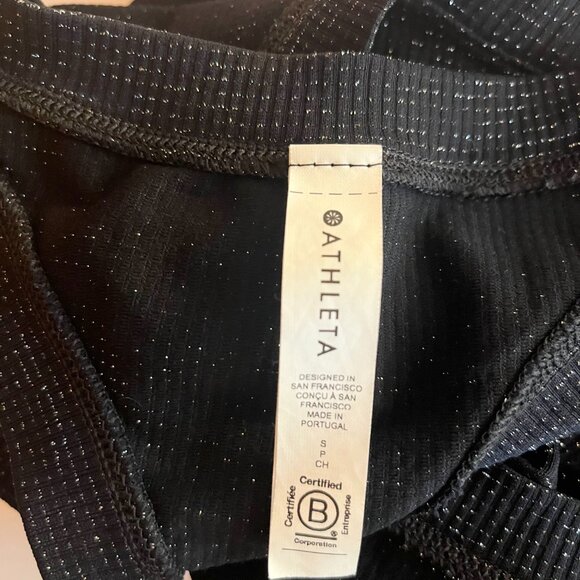 ATHLETA
DESIGNED IN
SAN FRANCISCO
CONÇU À SAN
FRANCISCO
MADE IN
PORTUGAL
S
P
CH
Certified
Certifiée
B
®
Entreprise
Corporation